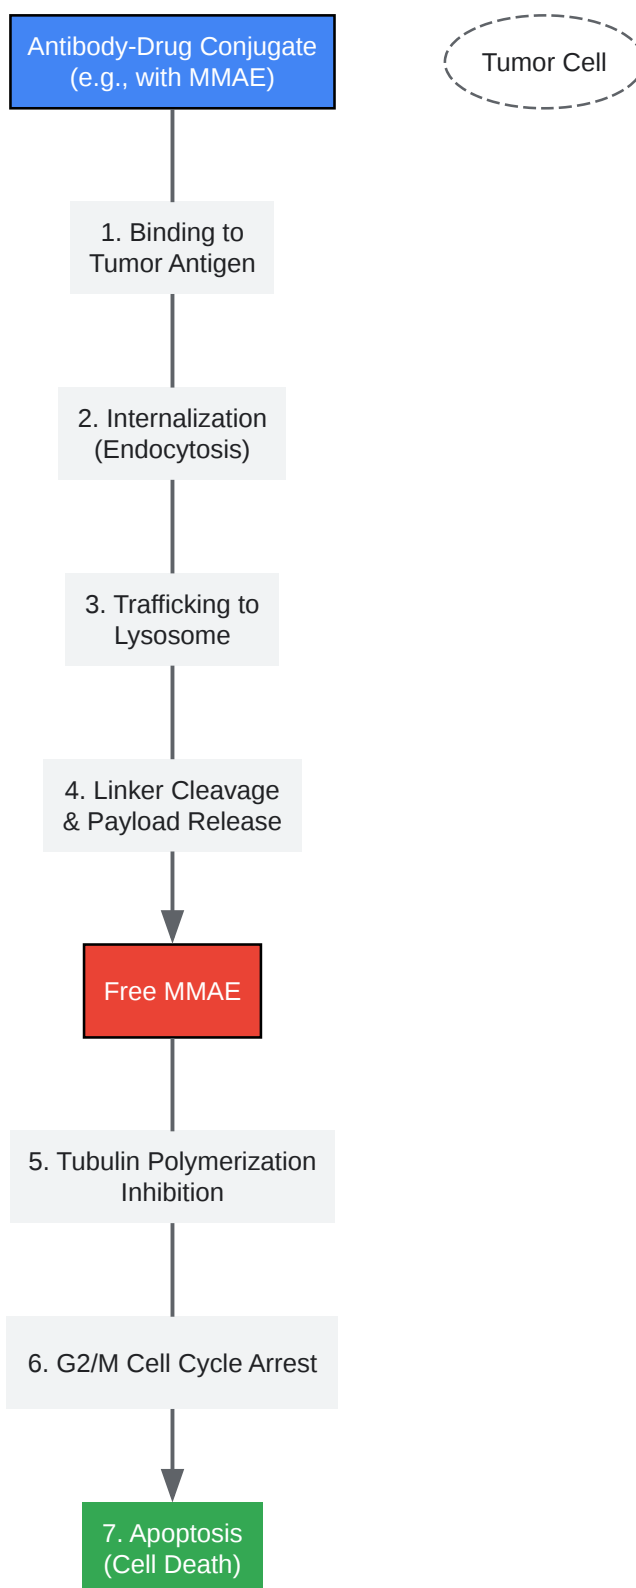 Antibody-Drug Conjugate
(e.g., with MMAE)
Tumor Cell
1. Binding to
Tumor Antigen
2. Internalization
(Endocytosis)
3. Trafficking to
Lysosome
4. Linker Cleavage
& Payload Release
Free MMAE
5. Tubulin Polymerization
Inhibition
6. G2/M Cell Cycle Arrest
7. Apoptosis
(Cell Death)